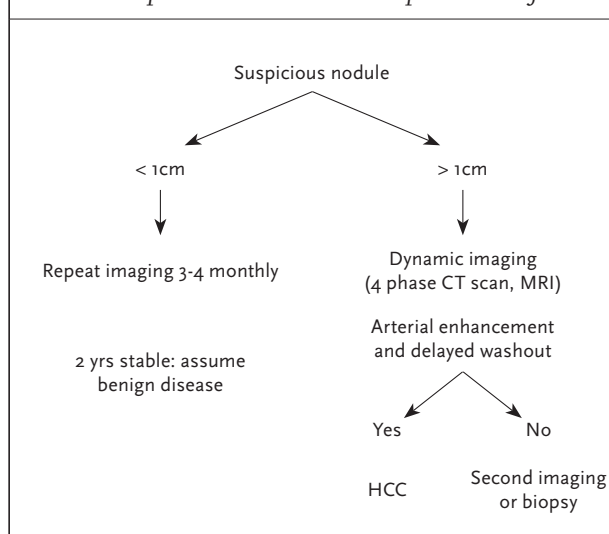 Suspicious nodule
< 1cm
> 1cm
Repeat imaging 3-4 monthly
Dynamic imaging
(4 phase CT scan, MRI)
Arterial enhancement
and delayed washout
2 yrs stable: assume
benign disease
Yes
No
HCC
Second imaging
or biopsy